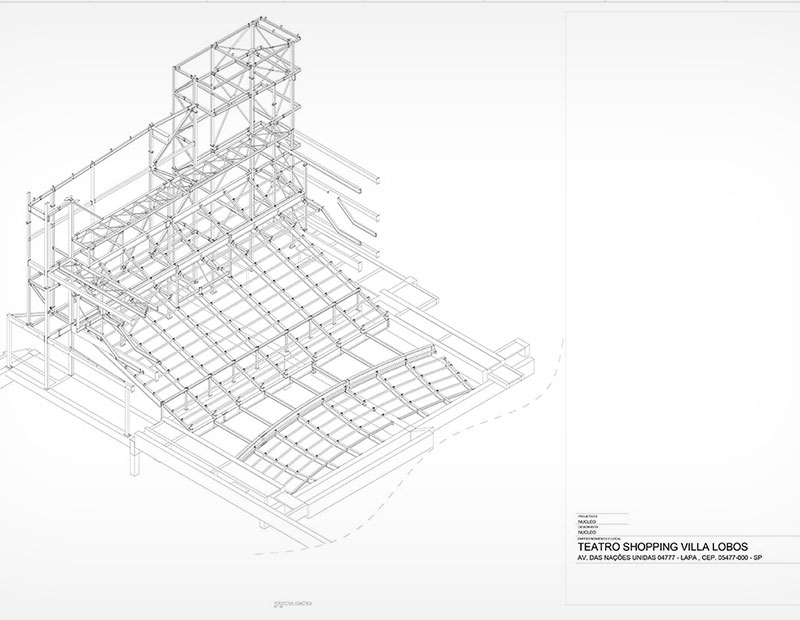 PROJETISTA
NUCLEO
DESENHISTA
NUCLEO
EMPREENDIMENTO E LOCAL
TEATRO SHOPPING VILLA LOBOS
AV. DAS NAÇÕES UNIDAS 04777 - LAPA , CEP. 05477-000 - SP